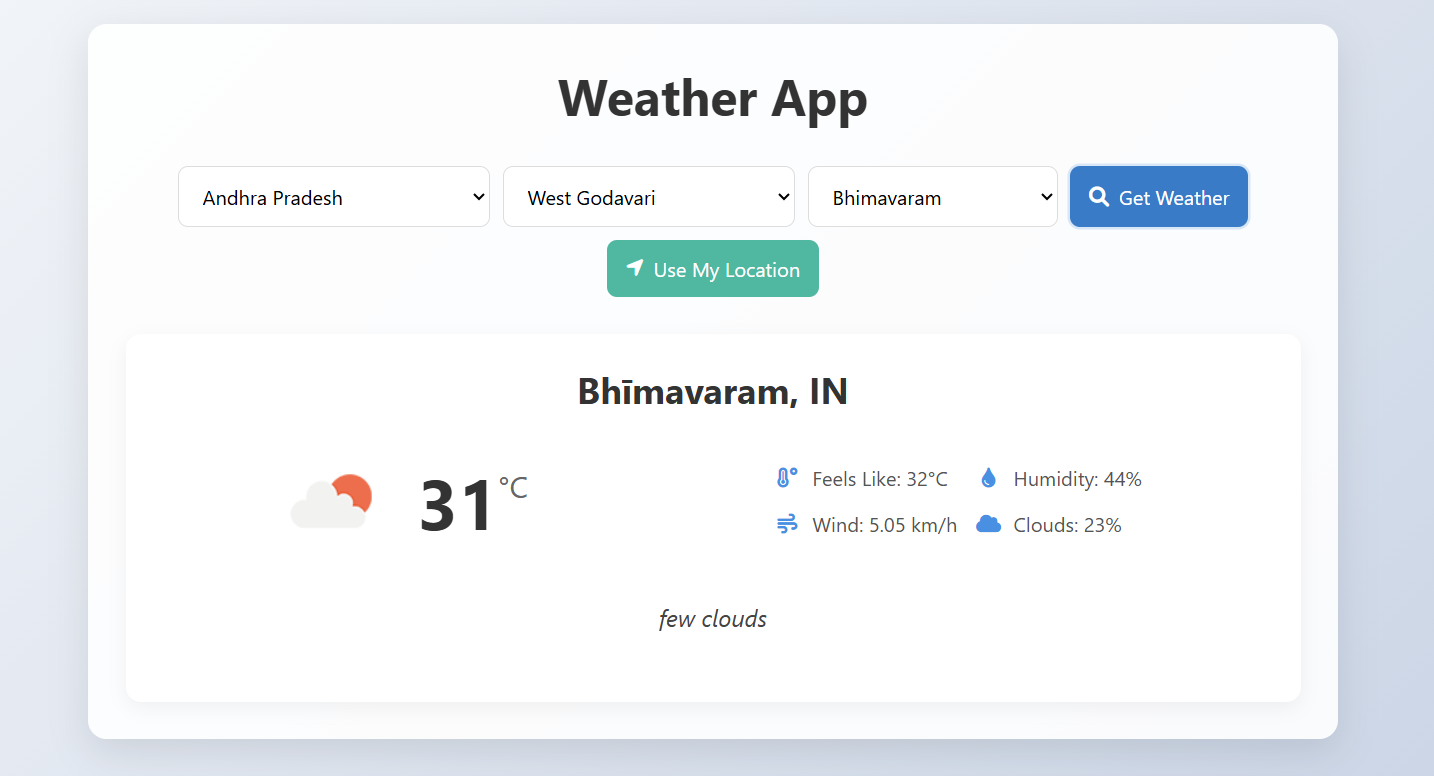 Weather App
Andhra Pradesh West Godavari Bhimavaram Get Weather
Use My Location
Bhīmavaram, IN
31°C
Feels Like: 32°C Humidity: 44%
Wind: 5.05 km/h Clouds: 23%
few clouds